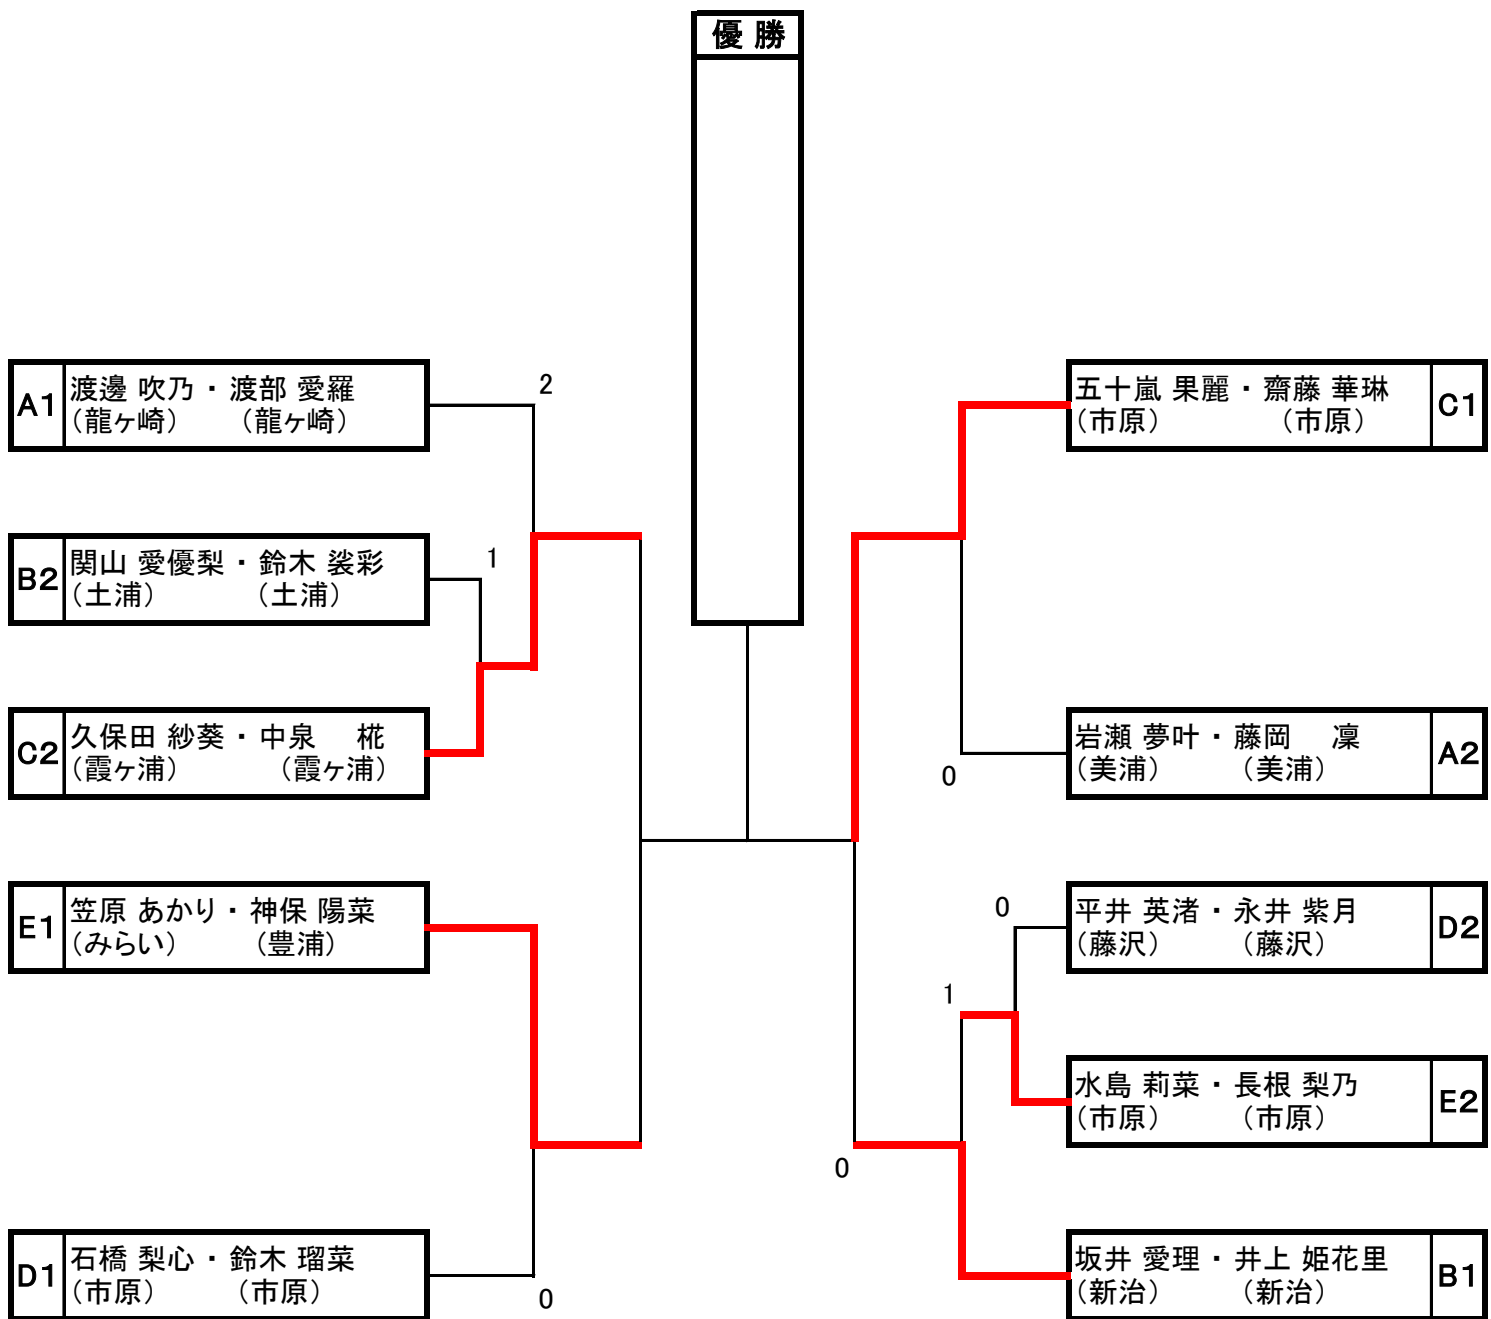 優 勝
A1
渡邊 吹乃 ・ 渡部 愛羅
（龍ヶ崎） （龍ヶ崎）
2
B2
関山 愛優梨 ・ 鈴木 裟彩
（土浦） （土浦）
1
C2
久保田 紗葵 ・ 中泉 椛
（霞ヶ浦） （霞ヶ浦）
E1
笠原 あかり ・ 神保 陽菜
（みらい） （豊浦）
D1
石橋 梨心 ・ 鈴木 瑠菜
（市原） （市原）
0
五十嵐 果麗 ・ 齋藤 華琳
（市原） （市原）
C1
岩瀬 夢叶 ・ 藤岡 凜
（美浦） （美浦）
A2
0
0
平井 英渚 ・ 永井 紫月
（藤沢） （藤沢）
D2
1
水島 莉菜 ・ 長根 梨乃
（市原） （市原）
E2
0
坂井 愛理 ・ 井上 姫花里
（新治） （新治）
B1